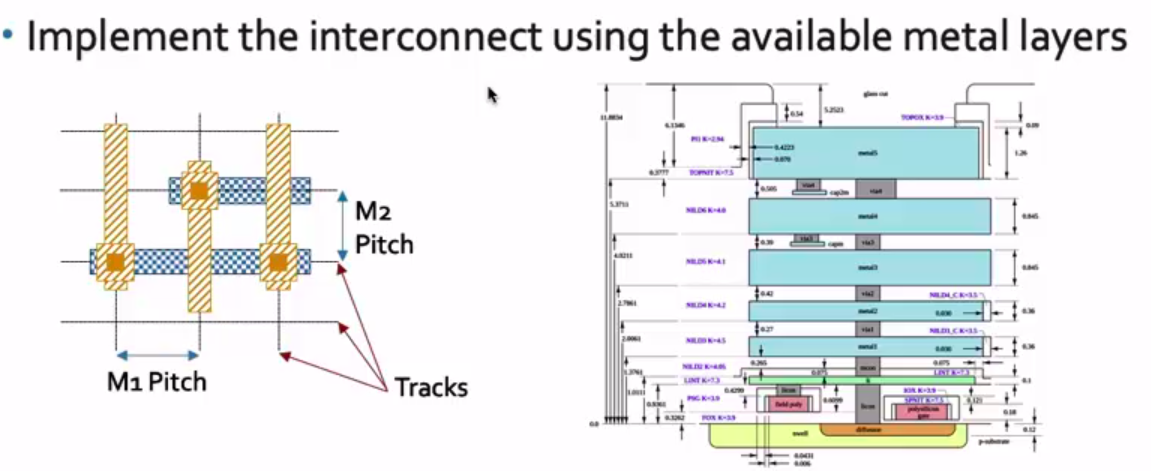 • Implement the interconnect using the available metal layers
M2
Pitch
M1 Pitch
Tracks
glass cut
11.8834
6.1346
0.54
5.2523
TOPOX K=3.9
0.09
PI1 K=2.94
0.4223
0.078
metal5
1.26
0.3777
TOPNIT K=7.5
0.505
via4
cap2m
via4
5.3711
NILD6 K=4.0
metal4
0.845
0.39
via3
capm
via3
4.0211
NILD5 K=4.1
metal3
0.845
0.42
via2
2.7861
NILD4 K=4.2
metal2
NILD4_C K=3.5
0.030
0.36
0.27
via1
2.0061
NILD3 K=4.5
metal1
NILD3_C K=3.5
0.030
0.36
0.265
0.075
mcon
0.075
NILD2 K=4.05
1.3761
LINT K=7.3
li
LINT K=7.3
0.1
1.0111
PSG K=3.9
0.4299
licon
0.6099
licon
IOX K=3.9
SPNIT K=7.5
0.121
0.9361
field poly
polysilicon
gate
0.18
0.3262
FOX K=3.9
0.0
nwell
diffusion
0.12
p-substrate
0.0431
0.006